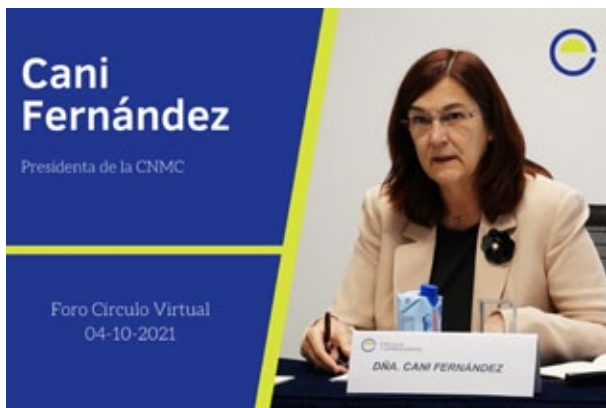 Cani
Fernández
Presidenta de la CNMC
Foro Círculo Virtual
04-10-2021
DÑA. CANI FERNÁNDEZ